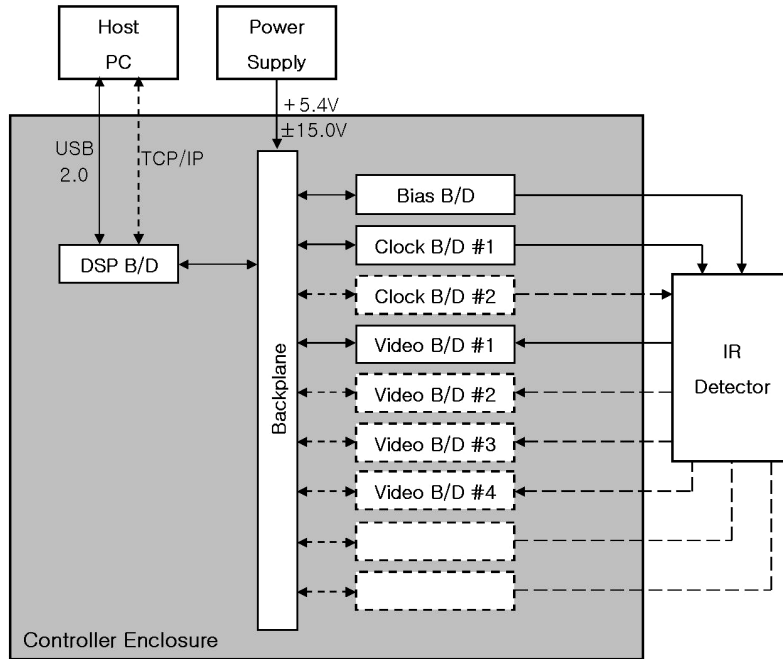 Host
PC
Power
Supply
+5.4V
±15.0V
USB
2.0
TCP/IP
DSP B/D
Backplane
Bias B/D
Clock B/D #1
Clock B/D #2
Video B/D #1
Video B/D #2
Video B/D #3
Video B/D #4
IR
Detector
Controller Enclosure